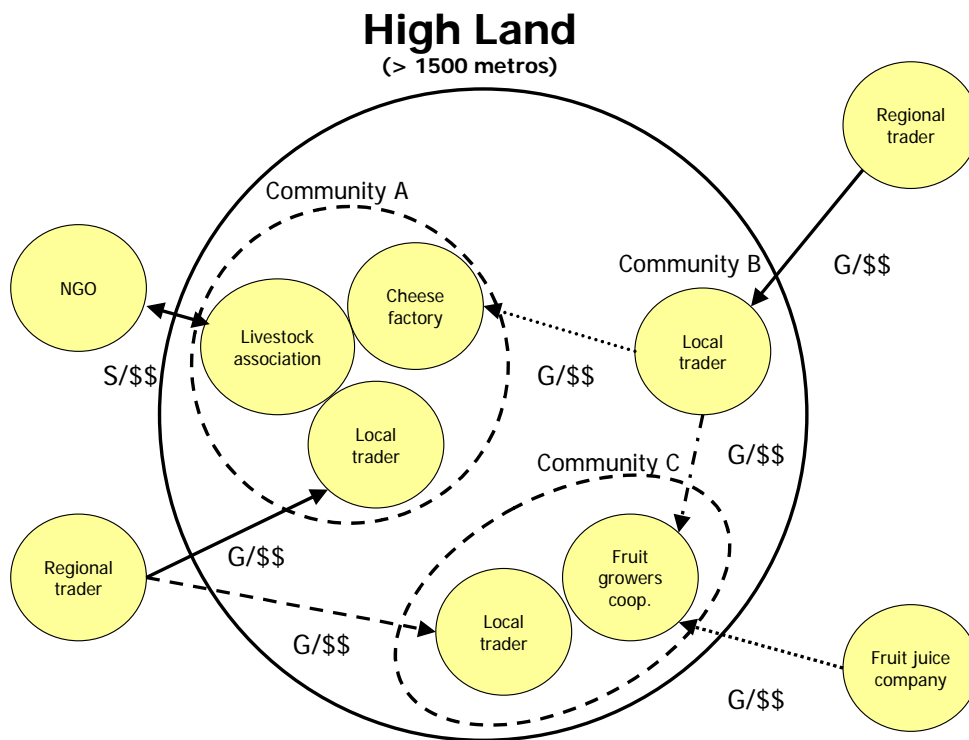 High Land
(> 1500 metros)
Regional
trader
Community A
Community B
G/$$
NGO
Cheese
factory
Livestock
association
Local
trader
S/$$
G/$$
Local
trader
G/$$
Community C
Regional
trader
G/$$
Fruit
growers
coop.
Local
trader
G/$$
Fruit juice
company
G/$$